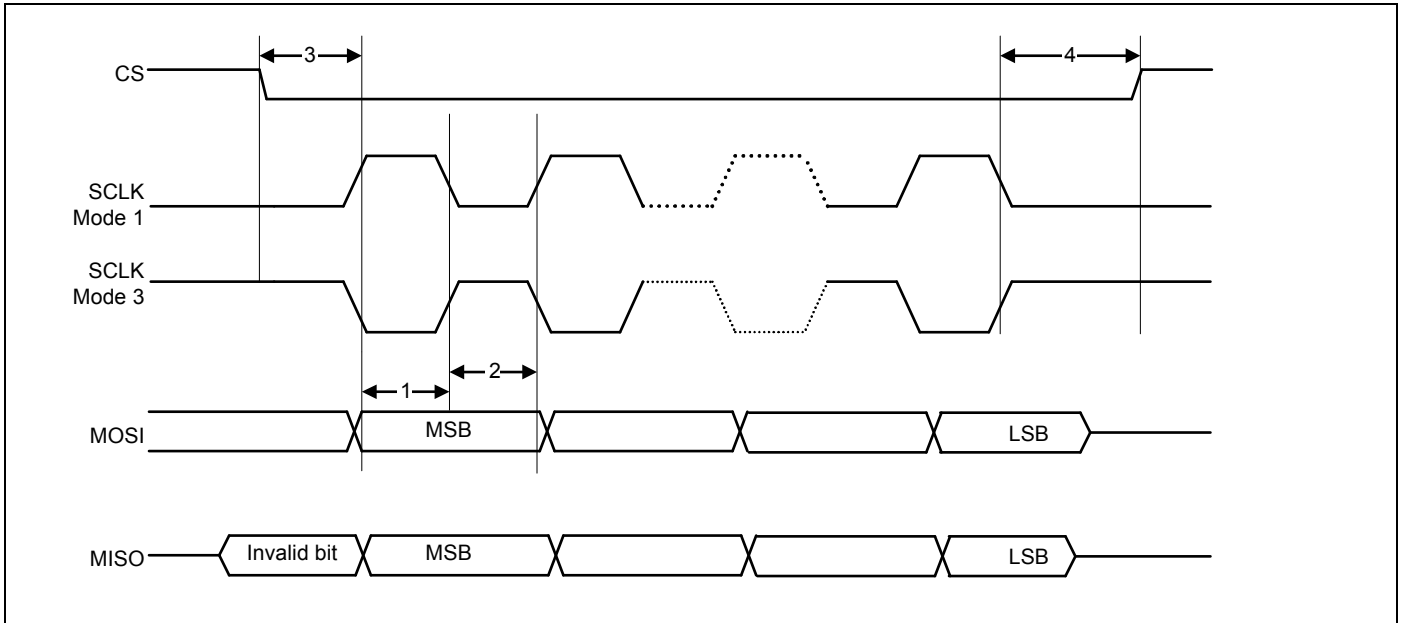 3
4
CS
SCLK
Mode 1
SCLK
Mode 3
1
2
MOSI
MSB
LSB
MISO
Invalid bit
MSB
LSB